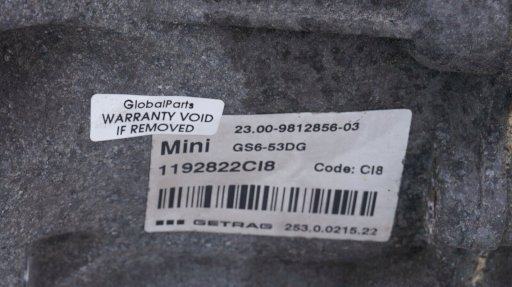 GlobalParts
WARRANTY VOID
IF REMOVED
23.00-9812856-03
Mini GS6-53DG
1192822CI8 Code: CI8
GETRAG 253.0.0215.22